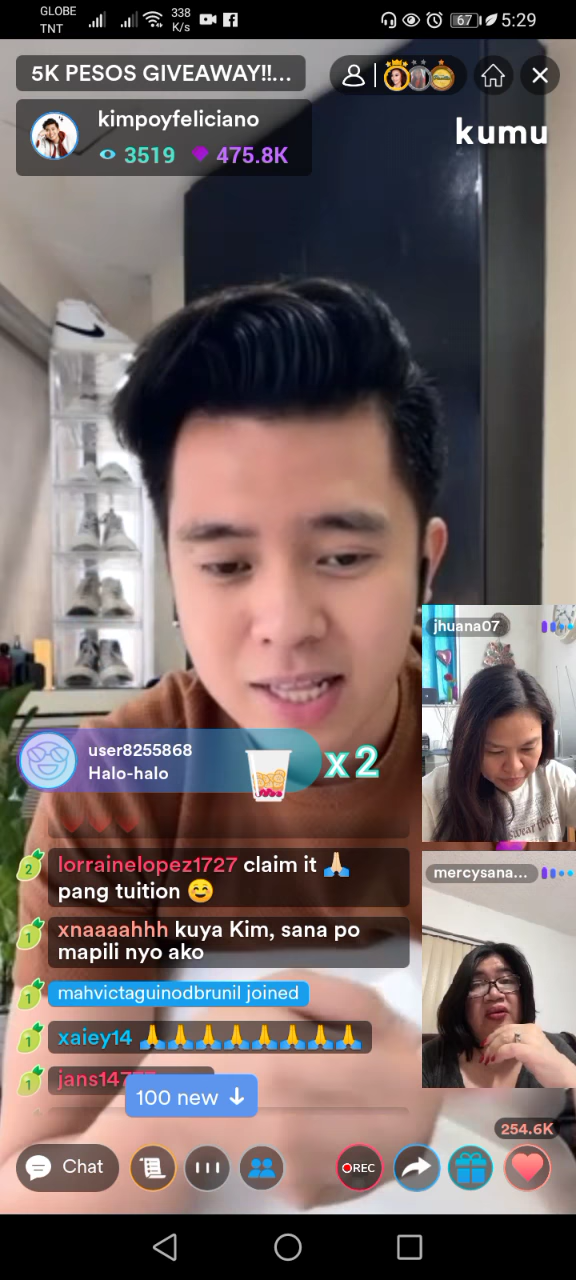 GLOBE
TNT
338
K/s
67
5:29
5K PESOS GIVEAWAY!!...
kimpoyfeliciano
3519
475.8K
kumu
jhuana07
user8255868
Halo-halo
x2
mercysana...
2 lorrainelopez1727 claim it 🙏🏻
pang tuition 😊
1 xnaaaahhh kuya Kim, sana po
mapili nyo ako
1 mahvictaguinodbrunil joined
1 xaiey14 🙏🙏🙏🙏🙏🙏🙏🙏
1
100 new ↓
254.6K
Chat
REC